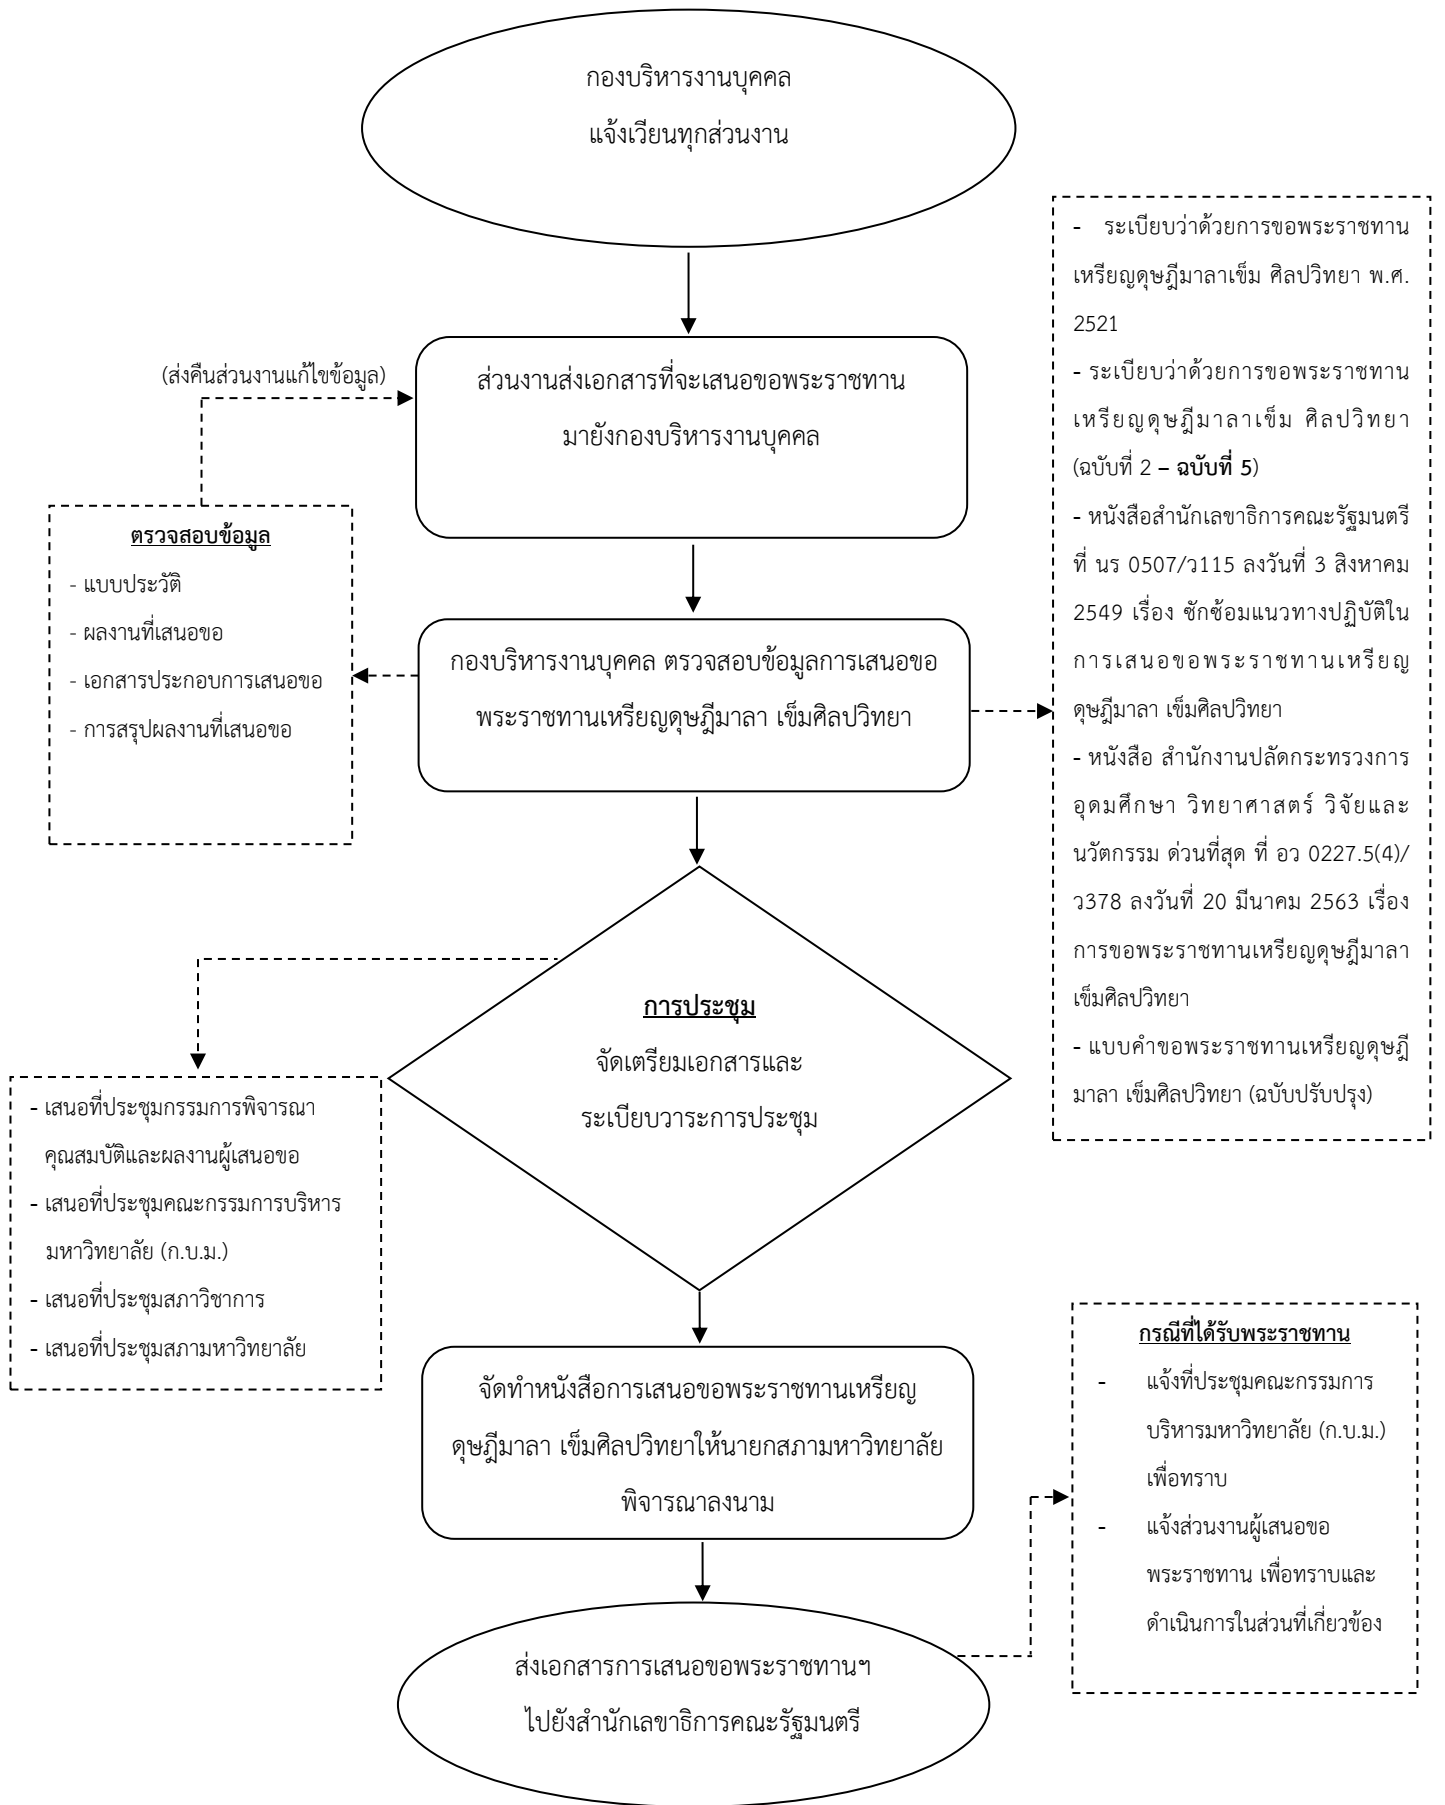 กองบริหารงานบุคคล
แจ้งเวียนทุกส่วนงาน
(ส่งคืนส่วนงานแก้ไขข้อมูล)
ส่วนงานส่งเอกสารที่จะเสนอขอพระราชทาน
มายังกองบริหารงานบุคคล
ตรวจสอบข้อมูล
- แบบประวัติ
- ผลงานที่เสนอขอ
- เอกสารประกอบการเสนอขอ
- การสรุปผลงานที่เสนอขอ
กองบริหารงานบุคคล ตรวจสอบข้อมูลการเสนอขอ
พระราชทานเหรียญดุษฎีมาลา เข็มศิลปวิทยา
- ระเบียบว่าด้วยการขอพระราชทาน
เหรียญดุษฎีมาลาเข็ม ศิลปวิทยา พ.ศ.
2521
- ระเบียบว่าด้วยการขอพระราชทาน
เหรียญดุษฎีมาลาเข็ม ศิลปวิทยา
(ฉบับที่ 2 – ฉบับที่ 5)
- หนังสือสำนักเลขาธิการคณะรัฐมนตรี
ที่ นร 0507/ว115 ลงวันที่ 3 สิงหาคม
2549 เรื่อง ซักซ้อมแนวทางปฏิบัติใน
การเสนอขอพระราชทานเหรียญ
ดุษฎีมาลา เข็มศิลปวิทยา
- หนังสือ สำนักงานปลัดกระทรวงการ
อุดมศึกษา วิทยาศาสตร์ วิจัยและ
นวัตกรรม ด่วนที่สุด ที่ อว 0227.5(4)/
ว378 ลงวันที่ 20 มีนาคม 2563 เรื่อง
การขอพระราชทานเหรียญดุษฎีมาลา
เข็มศิลปวิทยา
- แบบคำขอพระราชทานเหรียญดุษฎี
มาลา เข็มศิลปวิทยา (ฉบับปรับปรุง)
การประชุม
จัดเตรียมเอกสารและ
ระเบียบวาระการประชุม
- เสนอที่ประชุมกรรมการพิจารณา
คุณสมบัติและผลงานผู้เสนอขอ
- เสนอที่ประชุมคณะกรรมการบริหาร
มหาวิทยาลัย (ก.บ.ม.)
- เสนอที่ประชุมสภาวิชาการ
- เสนอที่ประชุมสภามหาวิทยาลัย
จัดทำหนังสือการเสนอขอพระราชทานเหรียญ
ดุษฎีมาลา เข็มศิลปวิทยาให้นายกสภามหาวิทยาลัย
พิจารณาลงนาม
กรณีที่ได้รับพระราชทาน
- แจ้งที่ประชุมคณะกรรมการ
บริหารมหาวิทยาลัย (ก.บ.ม.)
เพื่อทราบ
- แจ้งส่วนงานผู้เสนอขอ
พระราชทาน เพื่อทราบและ
ดำเนินการในส่วนที่เกี่ยวข้อง
ส่งเอกสารการเสนอขอพระราชทานฯ
ไปยังสำนักเลขาธิการคณะรัฐมนตรี